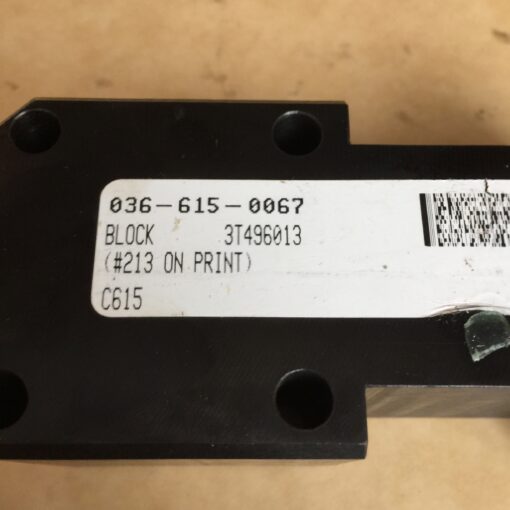 036-615-0067
BLOCK 3T496013
(#213 ON PRINT)
C615